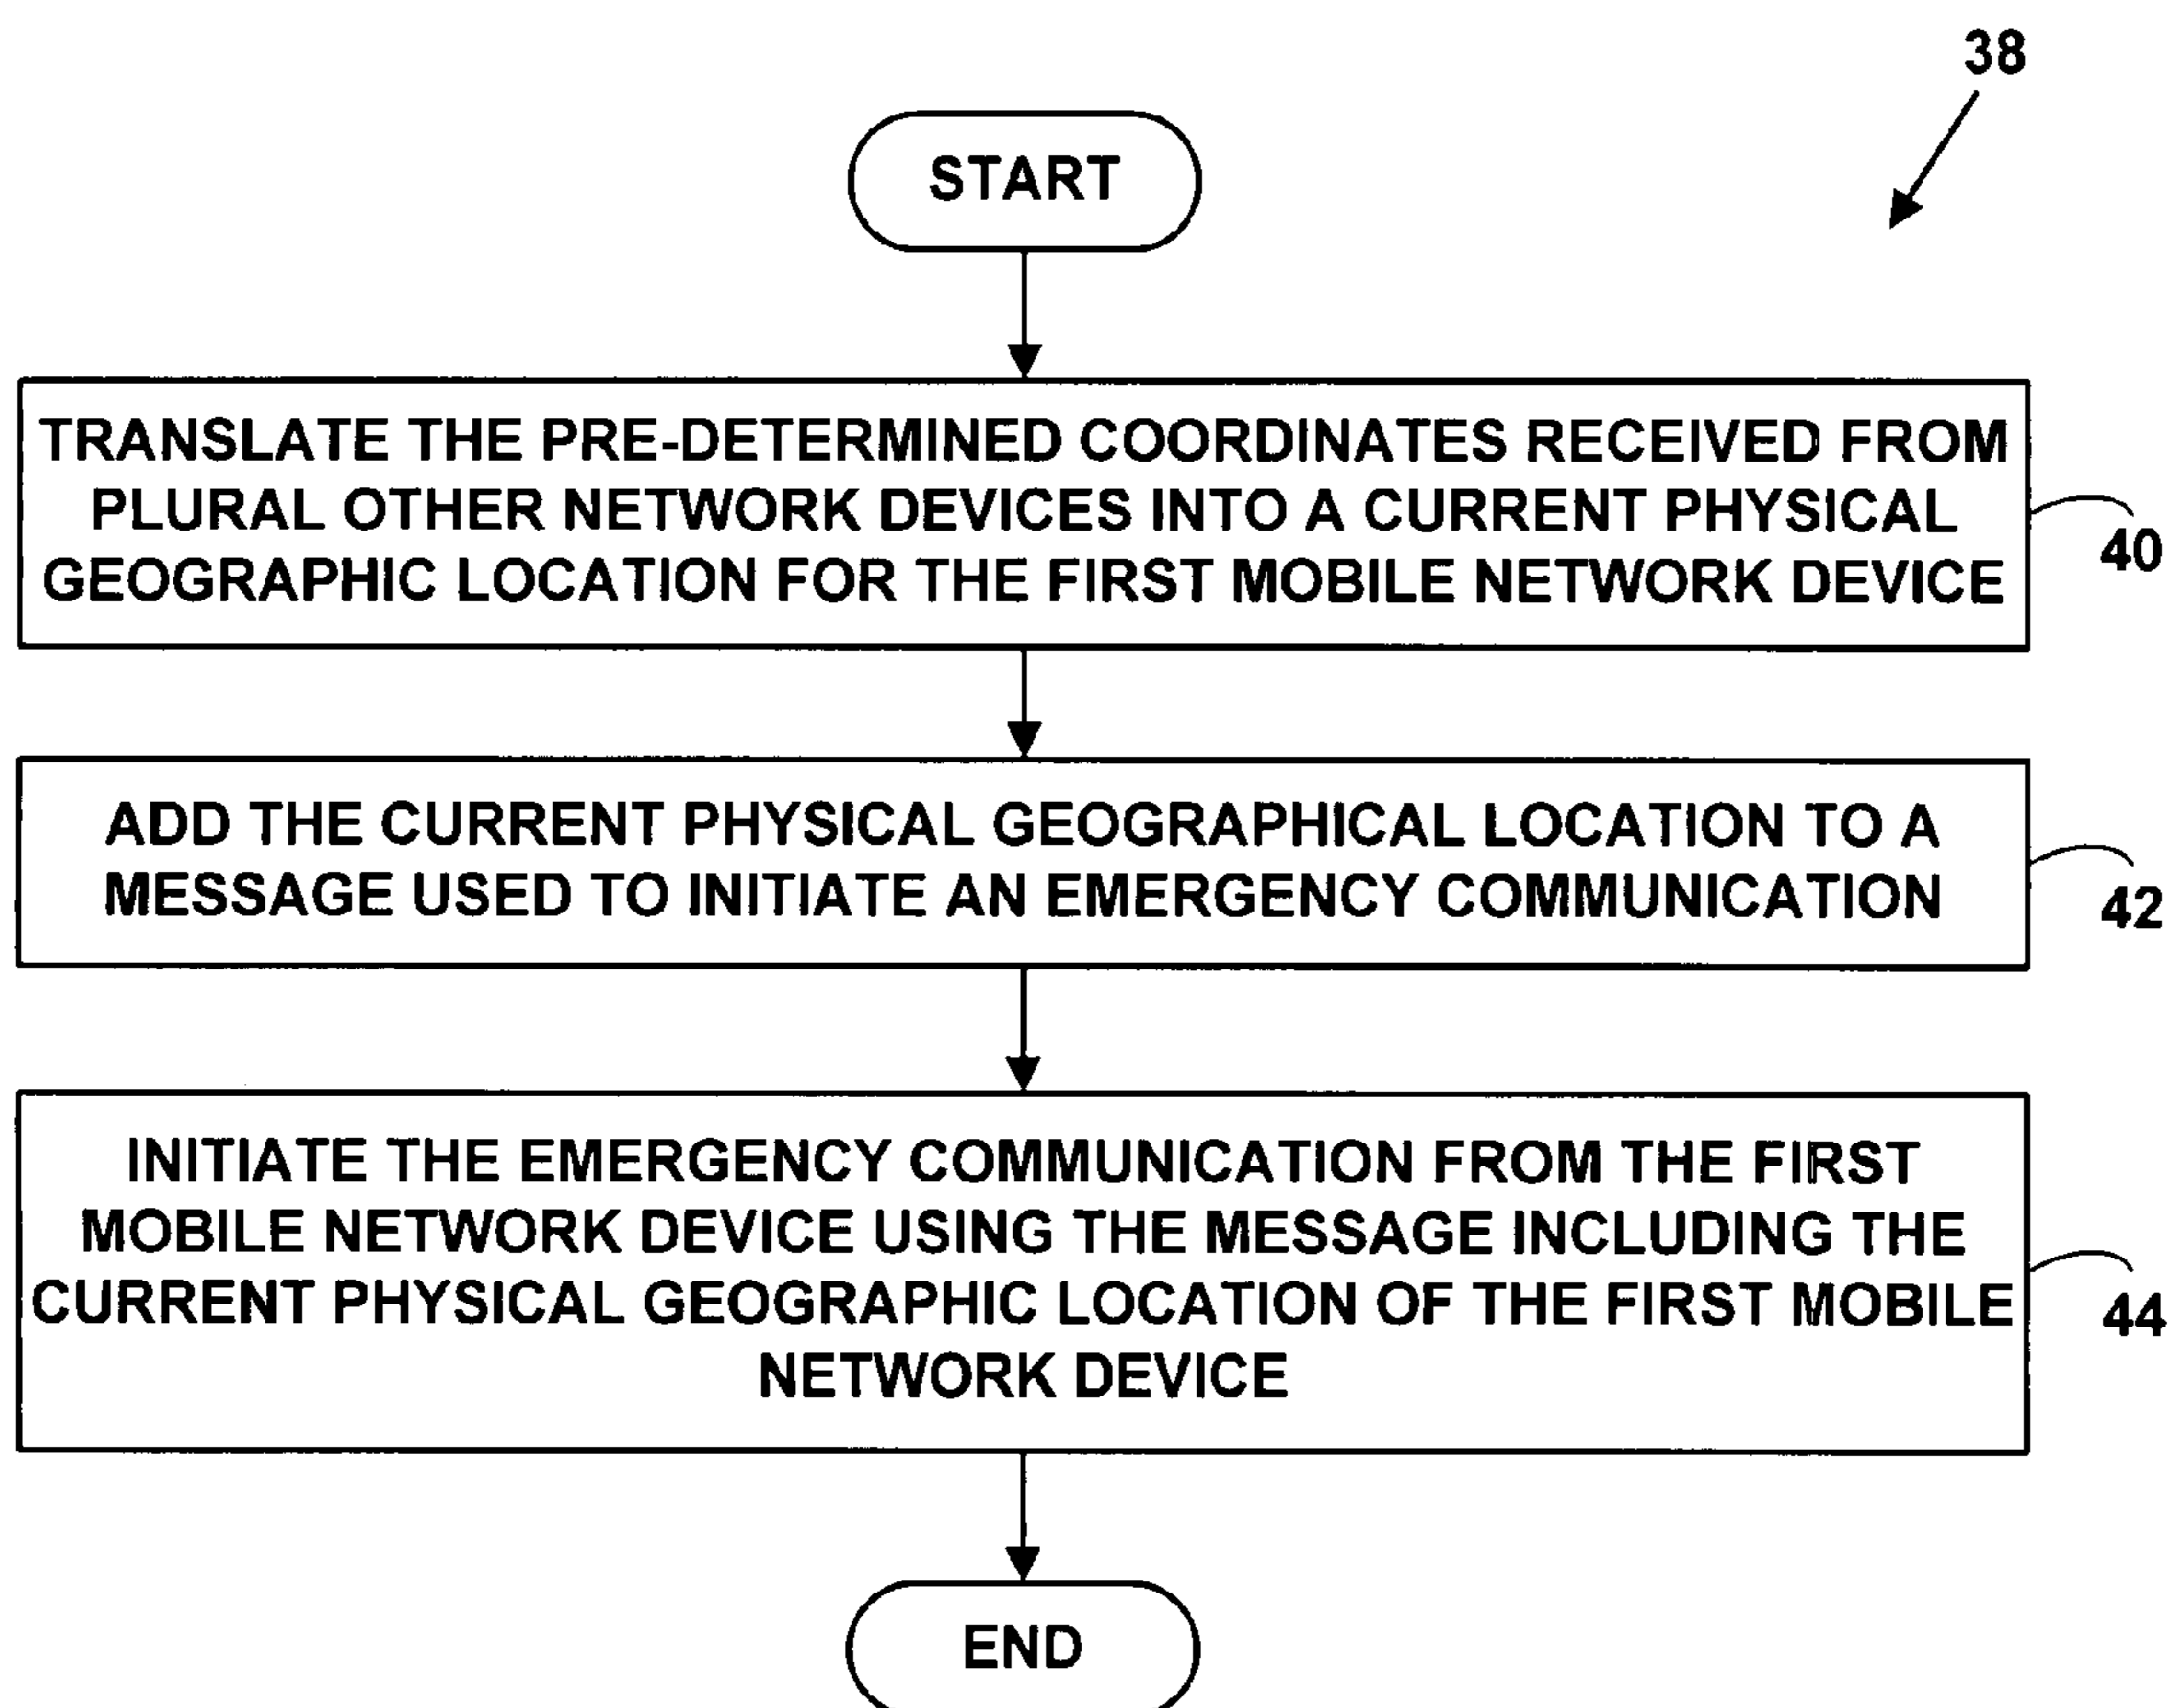 38
START
TRANSLATE THE PRE-DETERMINED COORDINATES RECEIVED FROM
PLURAL OTHER NETWORK DEVICES INTO A CURRENT PHYSICAL
GEOGRAPHIC LOCATION FOR THE FIRST MOBILE NETWORK DEVICE
40
ADD THE CURRENT PHYSICAL GEOGRAPHICAL LOCATION TO A
MESSAGE USED TO INITIATE AN EMERGENCY COMMUNICATION
42
INITIATE THE EMERGENCY COMMUNICATION FROM THE FIRST
MOBILE NETWORK DEVICE USING THE MESSAGE INCLUDING THE
CURRENT PHYSICAL GEOGRAPHIC LOCATION OF THE FIRST MOBILE
NETWORK DEVICE
44
END